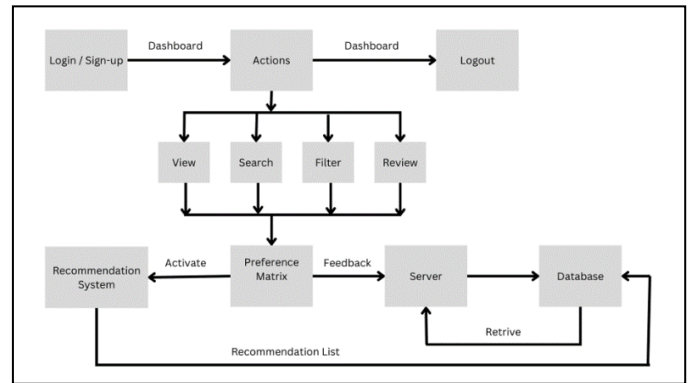 Dashboard
Dashboard
Login / Sign-up
Actions
Logout
View
Search
Filter
Review
Activate
Preference
Matrix
Feedback
Recommendation
System
Server
Database
Retrive
Recommendation List